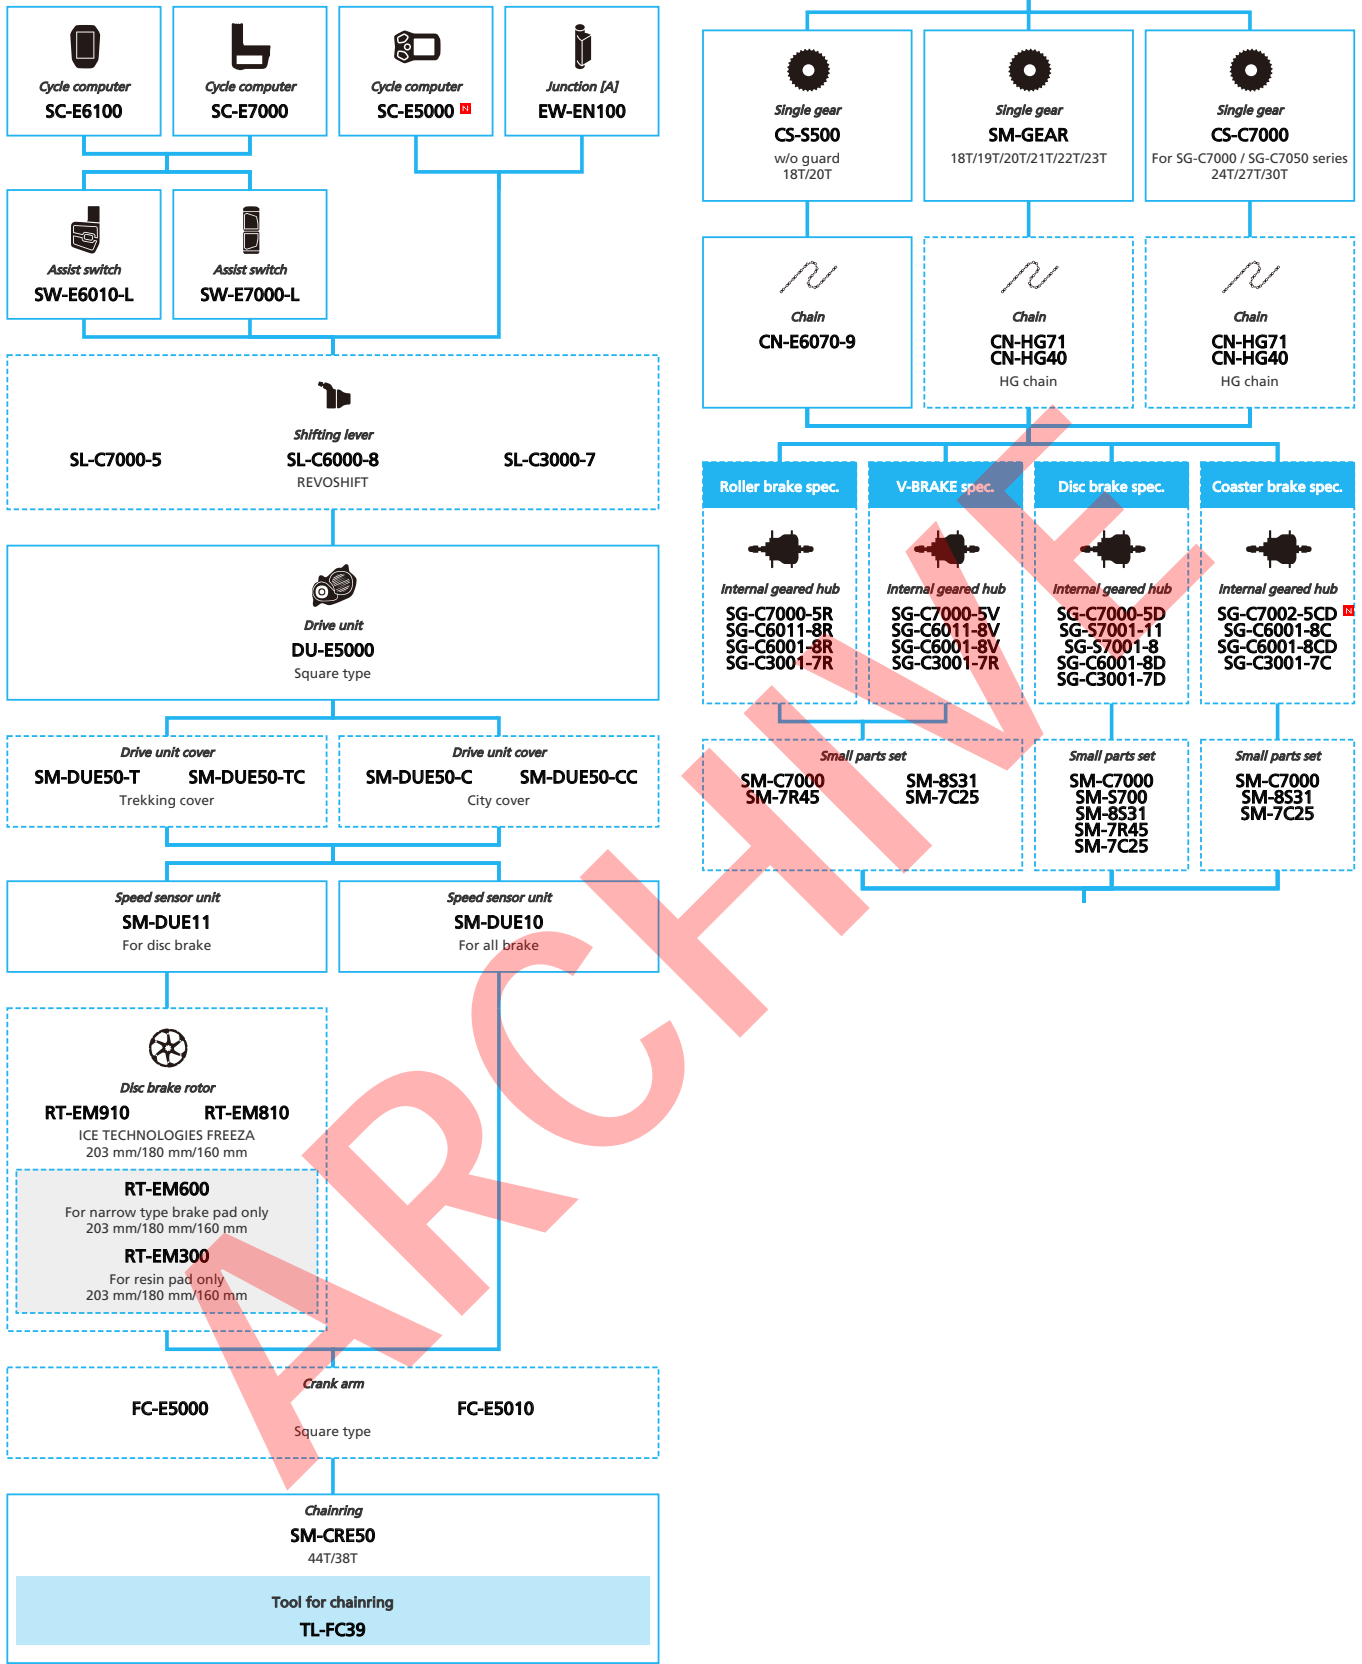 Cycle computer
SC-E6100
Cycle computer
SC-E7000
Cycle computer
SC-E5000 N
Junction [A]
EW-EN100
Assist switch
SW-E6010-L
Assist switch
SW-E7000-L
Shifting lever
SL-C7000-5 SL-C6000-8 SL-C3000-7
REVOSHIFT
Drive unit
DU-E5000
Square type
Drive unit cover
SM-DUE50-T SM-DUE50-TC
Trekking cover
Drive unit cover
SM-DUE50-C SM-DUE50-CC
City cover
Speed sensor unit
SM-DUE11
For disc brake
Speed sensor unit
SM-DUE10
For all brake
Disc brake rotor
RT-EM910 RT-EM810
ICE TECHNOLOGIES FREEZA
203 mm/180 mm/160 mm
RT-EM600
For narrow type brake pad only
203 mm/180 mm/160 mm
RT-EM300
For resin pad only
203 mm/180 mm/160 mm
Crank arm
FC-E5000 FC-E5010
Square type
Chainring
SM-CRE50
44T/38T
Tool for chainring
TL-FC39
Single gear
CS-S500
w/o guard
18T/20T
Single gear
SM-GEAR
18T/19T/20T/21T/22T/23T
Single gear
CS-C7000
For SG-C7000 / SG-C7050 series
24T/27T/30T
Chain
CN-E6070-9
Chain
CN-HG71
CN-HG40
HG chain
Chain
CN-HG71
CN-HG40
HG chain
Roller brake spec.
Internal geared hub
SG-C7000-5R
SG-C6011-8R
SG-C6001-8R
SG-C3001-7R
V-BRAKE spec.
Internal geared hub
SG-C7000-5V
SG-C6011-8V
SG-C6001-8V
SG-C3001-7R
Disc brake spec.
Internal geared hub
SG-C7000-5D
SG-S7001-11
SG-S7001-8
SG-C6001-8D
SG-C3001-7D
Coaster brake spec.
Internal geared hub
SG-C7002-5CD N
SG-C6001-8C
SG-C6001-8CD
SG-C3001-7C
Small parts set
SM-C7000 SM-8S31
SM-7R45 SM-7C25
Small parts set
SM-C7000
SM-S700
SM-8S31
SM-7R45
SM-7C25
Small parts set
SM-C7000
SM-8S31
SM-7C25
ARCHIVE